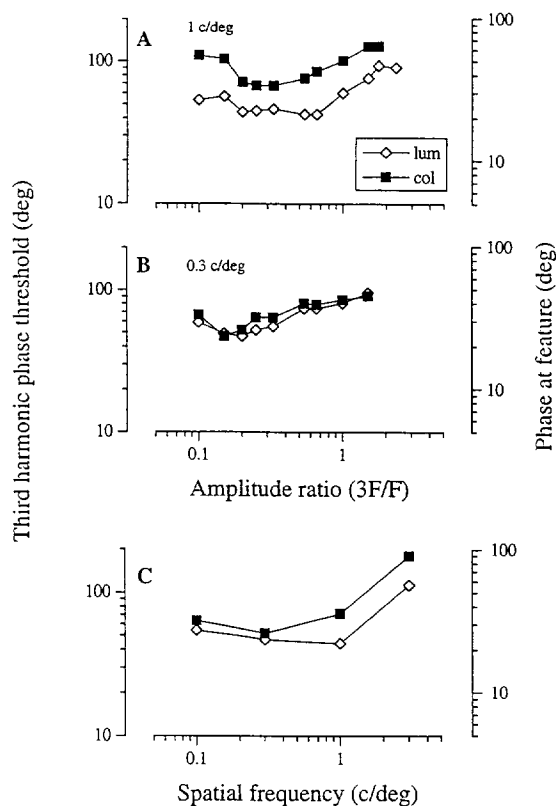 A
1 c/deg
100
10
100
10
lum
col
B
0.3 c/deg
100
10
100
10
0.1
1
Amplitude ratio (3F/F)
Third harmonic phase threshold (deg)
Phase at feature (deg)
C
100
10
100
10
0.1
1
Spatial frequency (c/deg)